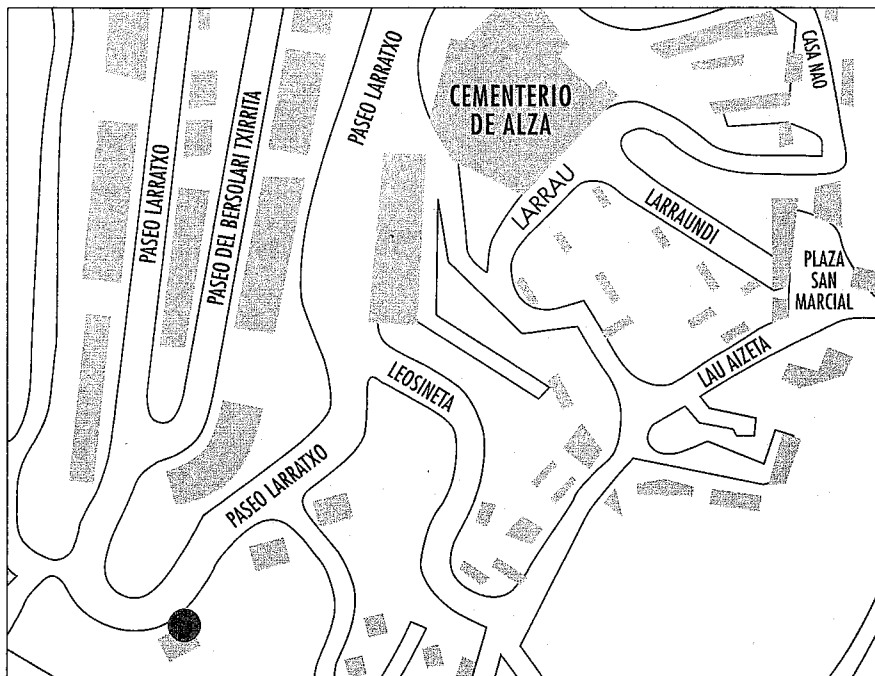 CEMENTERIO
DE ALZA
CASA NAO
PASEO LARRATXO
PASEO LARRATXO
PASEO DEL BERSOLARI TXIRRITA
LARRAU
LARRAUNDI
PLAZA
SAN
MARCIAL
LEOSINETA
LAU AIZETA
PASEO LARRATXO